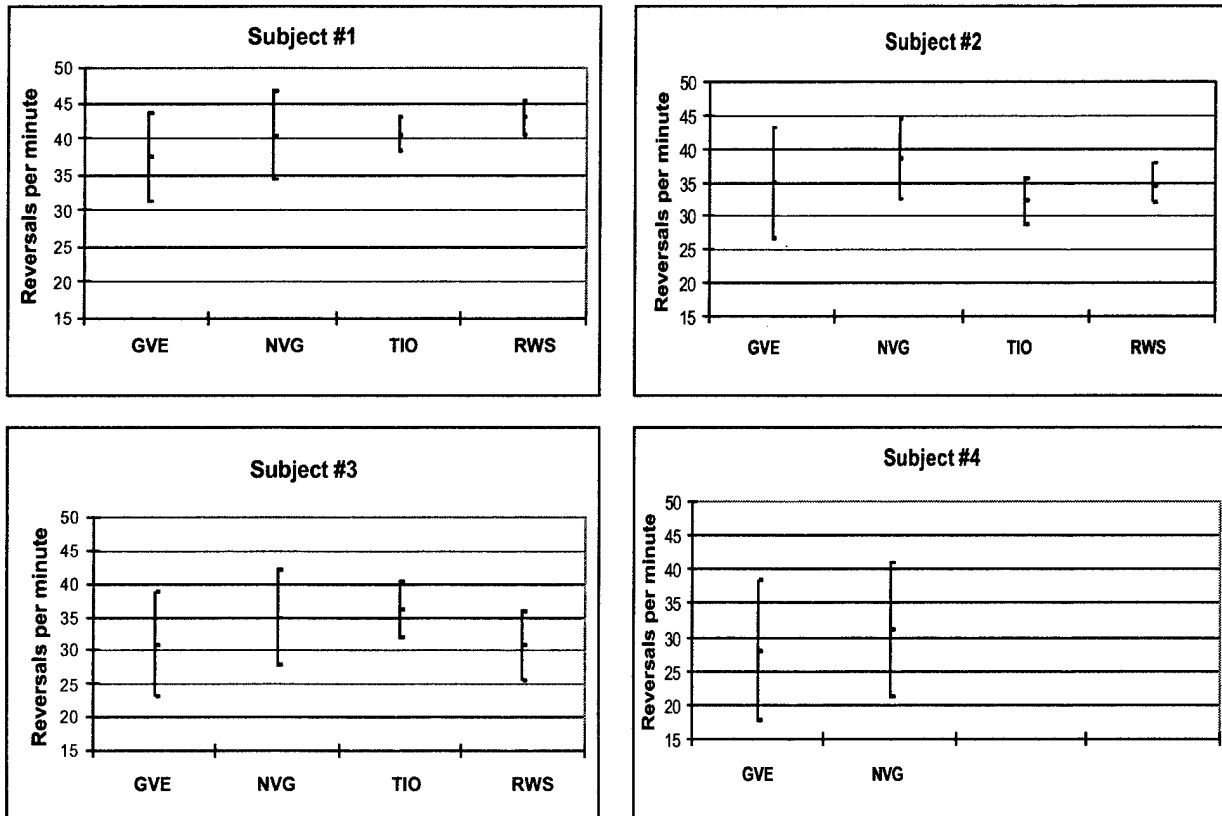 Subject #1
Reversals per minute
50
45
40
35
30
25
20
15
GVE NVG TIO RWS
Subject #2
Reversals per minute
50
45
40
35
30
25
20
15
GVE NVG TIO RWS
Subject #3
Reversals per minute
50
45
40
35
30
25
20
15
GVE NVG TIO RWS
Subject #4
Reversals per minute
50
45
40
35
30
25
20
15
GVE NVG